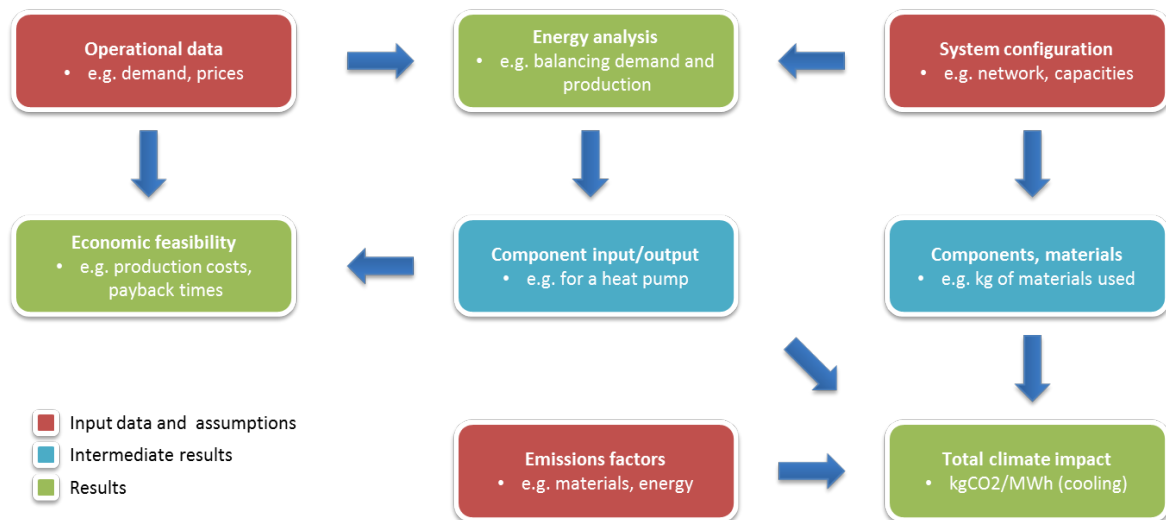 Operational data
• e.g. demand, prices
Energy analysis
• e.g. balancing demand and
production
System configuration
• e.g. network, capacities
Economic feasibility
• e.g. production costs,
payback times
Component input/output
• e.g. for a heat pump
Components, materials
• e.g. kg of materials used
Input data and assumptions
Intermediate results
Results
Emissions factors
• e.g. materials, energy
Total climate impact
• kgCO2/MWh (cooling)